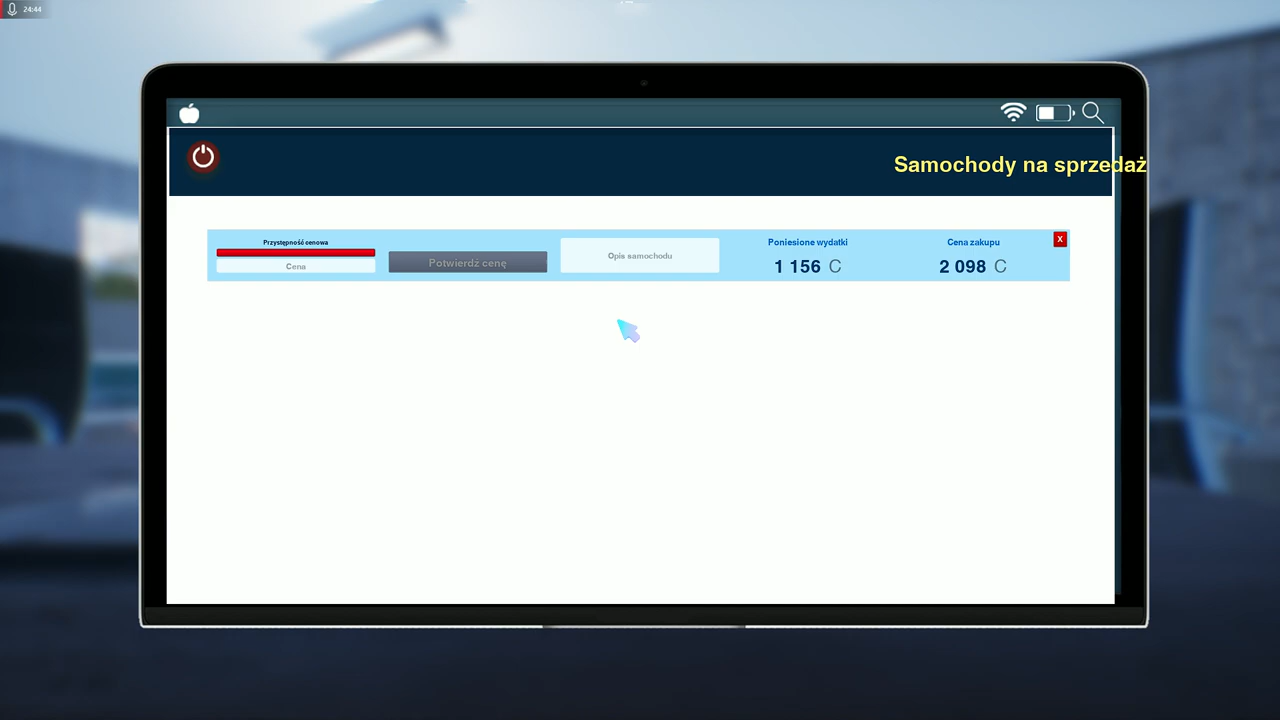 24:44
Samochody na sprzedaż
Przystępność cenowa
Cena
Potwierdź cenę
Opis samochodu
Poniesione wydatki
1 156 C
Cena zakupu
2 098 C
X